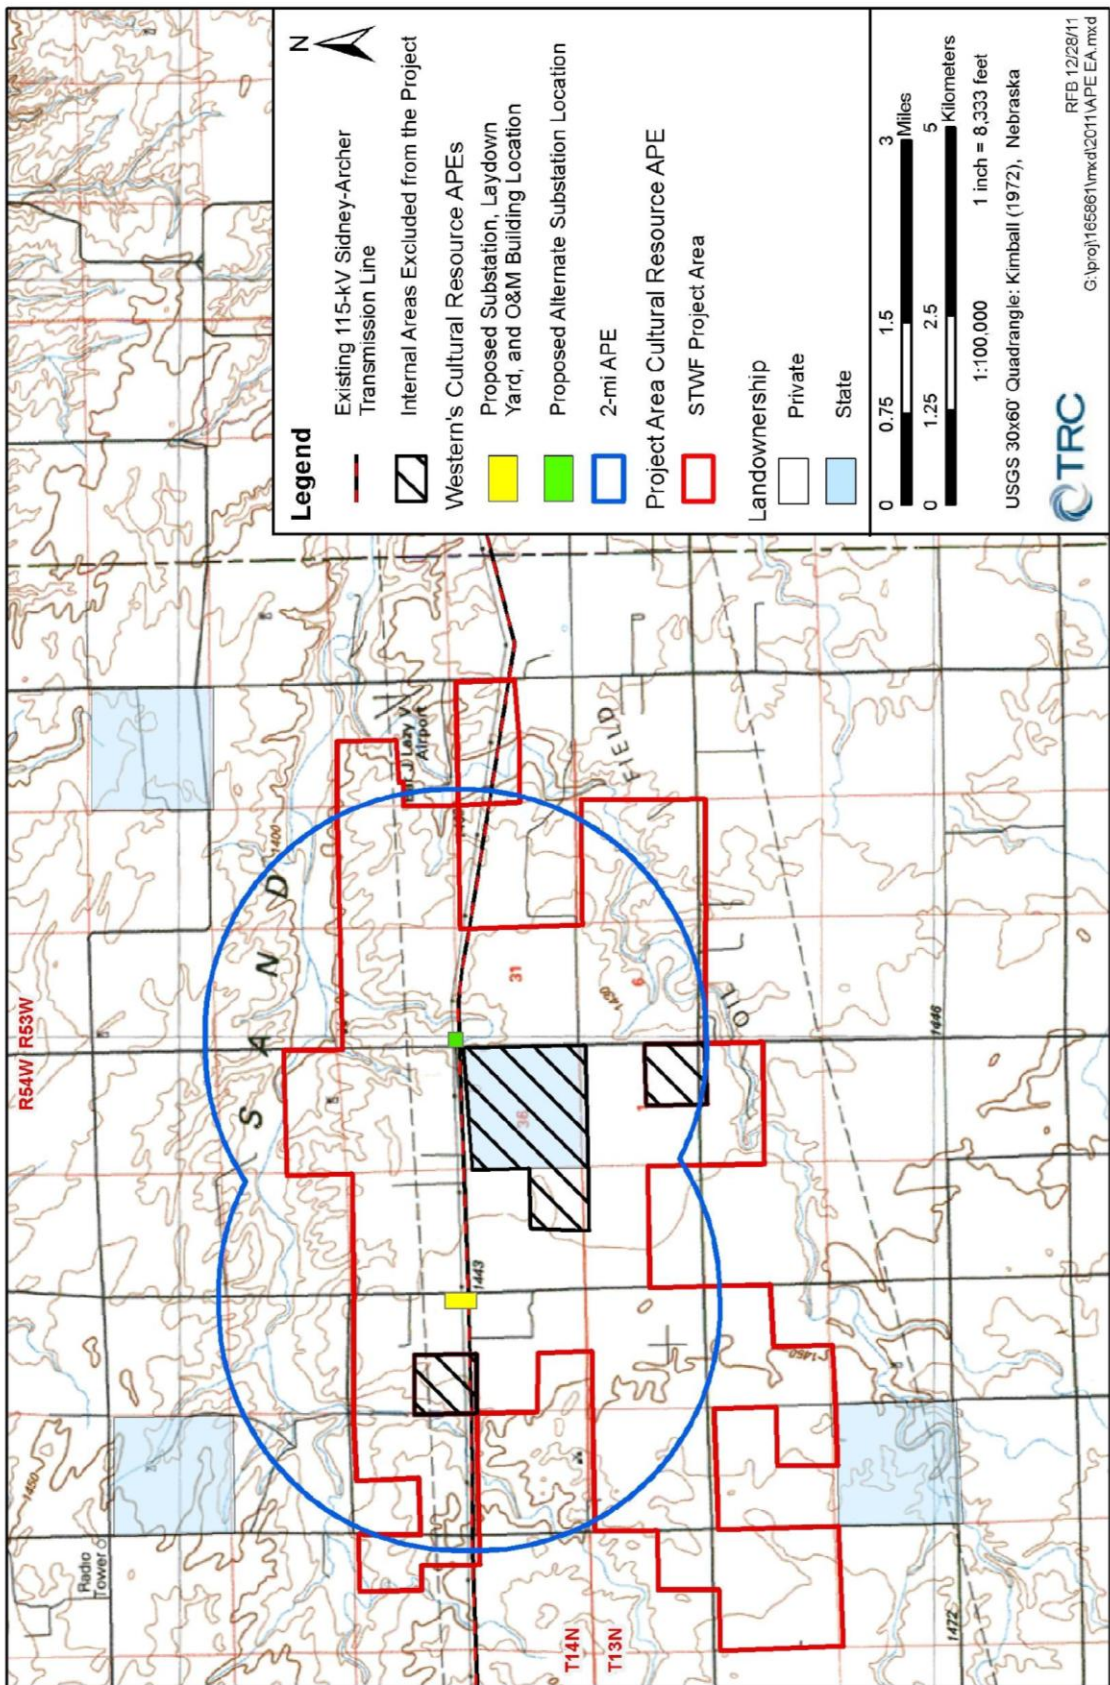 R54W R53W
Radio
Tower
1450
S A N D
1400
Bar J Lazy V
Airport
1443
36
31
1430
6
1
FIELD
T14N
T13N
1450
1446
1472
Legend
N
Existing 115-kV Sidney-Archer
Transmission Line
Internal Areas Excluded from the Project
Western's Cultural Resource APEs
Proposed Substation, Laydown
Yard, and O&M Building Location
Proposed Alternate Substation Location
2-mi APE
Project Area Cultural Resource APE
STWF Project Area
Landownership
Private
State
0 0.75 1.5 3
Miles
0 1.25 2.5 5
Kilometers
1:100,000 1 inch = 8,333 feet
USGS 30x60' Quadrangle: Kimball (1972), Nebraska
TRC
RFB 12/28/11
G:\proj\165861\mxd\2011\APE EA.mxd